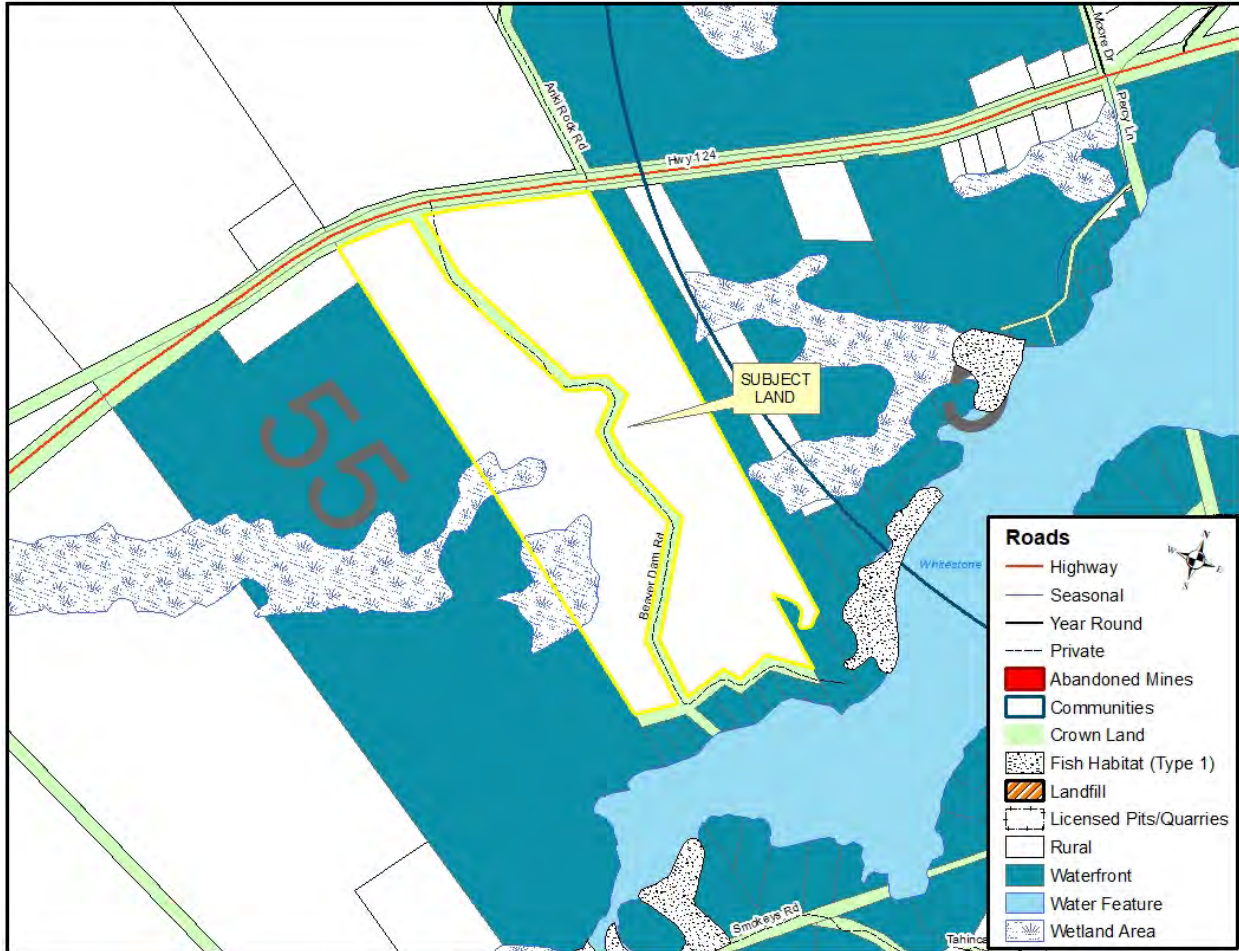 Moore Dr
Percy Ln
Anki Rock Rd
Hwy 124
SUBJECT
LAND
55
Beaver Dam Rd
Whitestone
Smokeys Rd
Roads
N
W
E
S
Highway
Seasonal
Year Round
Private
Abandoned Mines
Communities
Crown Land
Fish Habitat (Type 1)
Landfill
Licensed Pits/Quarries
Rural
Waterfront
Water Feature
Wetland Area